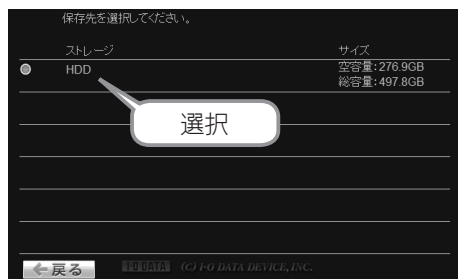 保存先を選択してください。
ストレージ サイズ
HDD 空容量:276.9GB
総容量:497.8GB
選択
戻る I-O DATA (C) I-O DATA DEVICE, INC.